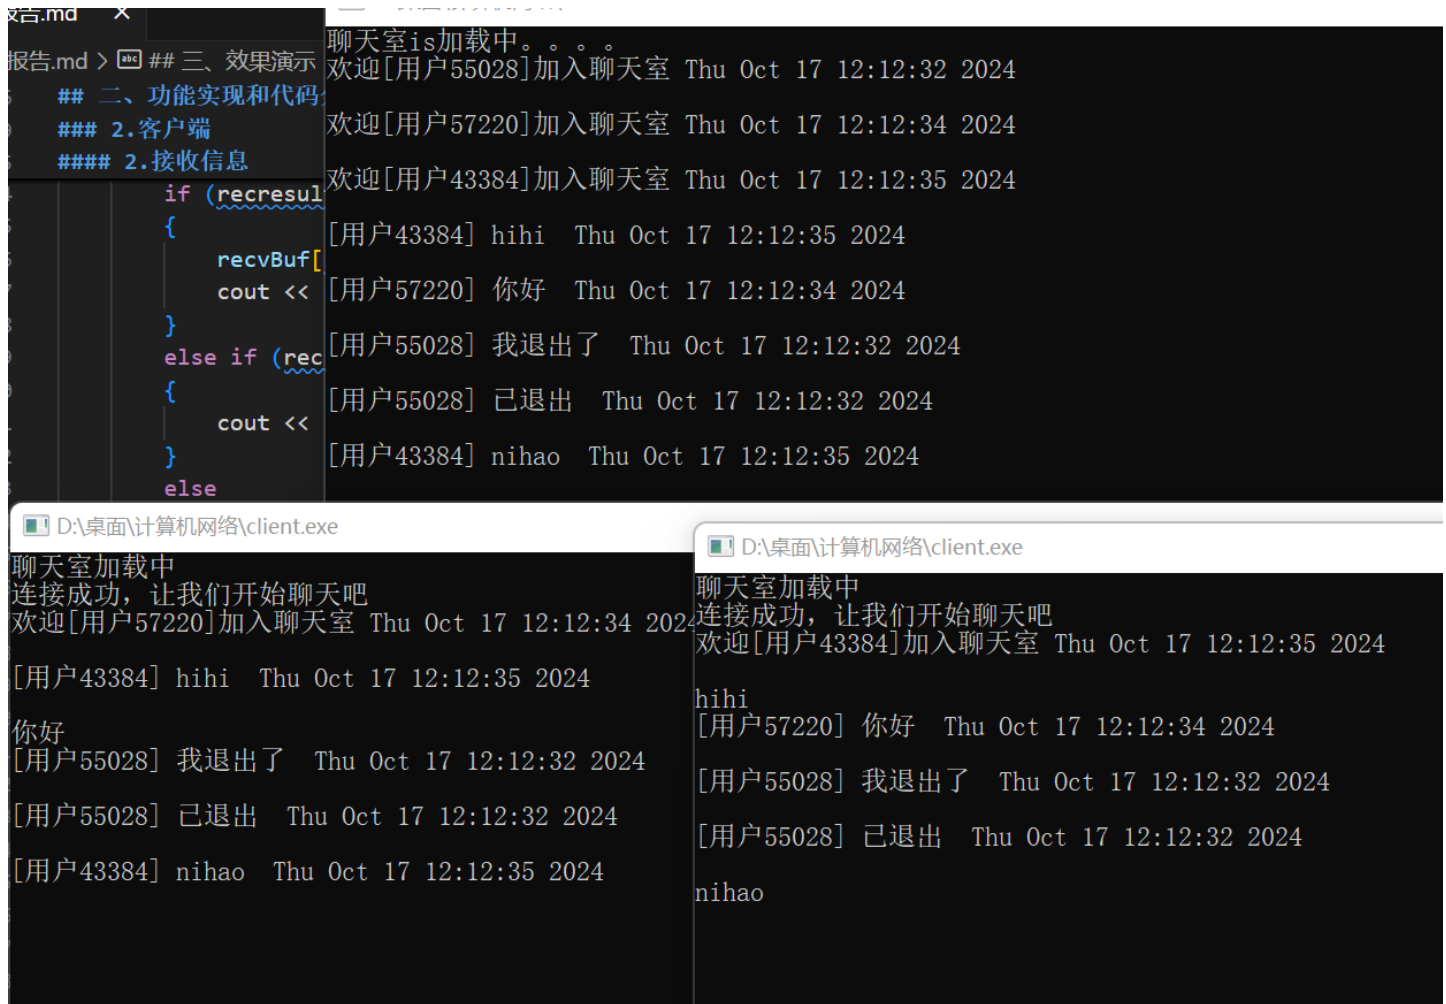 报告.md ×
报告.md > abc ## 三、效果演示
## 二、功能实现和代码
### 2.客户端
#### 2.接收信息
if (recresul
{
recvBuf[
cout <<
}
else if (rec
{
cout <<
}
else
聊天室is加载中。。。。
欢迎[用户55028]加入聊天室 Thu Oct 17 12:12:32 2024
欢迎[用户57220]加入聊天室 Thu Oct 17 12:12:34 2024
欢迎[用户43384]加入聊天室 Thu Oct 17 12:12:35 2024
[用户43384] hihi  Thu Oct 17 12:12:35 2024
[用户57220] 你好  Thu Oct 17 12:12:34 2024
[用户55028] 我退出了  Thu Oct 17 12:12:32 2024
[用户55028] 已退出  Thu Oct 17 12:12:32 2024
[用户43384] nihao  Thu Oct 17 12:12:35 2024
D:\桌面\计算机网络\client.exe
聊天室加载中
连接成功，让我们开始聊天吧
欢迎[用户57220]加入聊天室 Thu Oct 17 12:12:34 2024
[用户43384] hihi  Thu Oct 17 12:12:35 2024
你好
[用户55028] 我退出了  Thu Oct 17 12:12:32 2024
[用户55028] 已退出  Thu Oct 17 12:12:32 2024
[用户43384] nihao  Thu Oct 17 12:12:35 2024
D:\桌面\计算机网络\client.exe
聊天室加载中
连接成功，让我们开始聊天吧
欢迎[用户43384]加入聊天室 Thu Oct 17 12:12:35 2024
hihi
[用户57220] 你好  Thu Oct 17 12:12:34 2024
[用户55028] 我退出了  Thu Oct 17 12:12:32 2024
[用户55028] 已退出  Thu Oct 17 12:12:32 2024
nihao